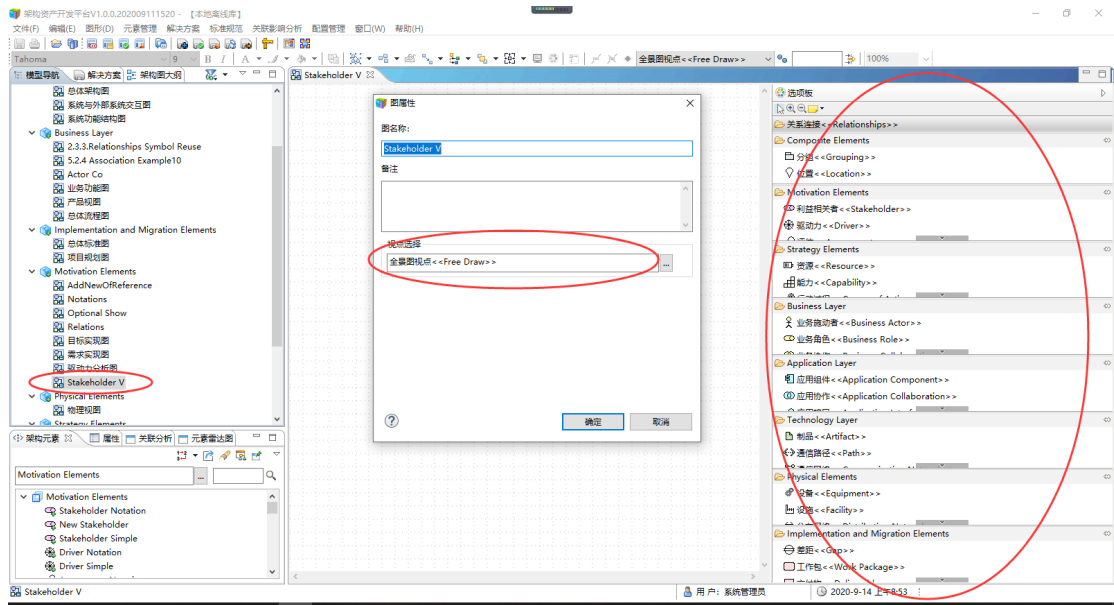 架构资产开发平台V1.0.0.202009111520 - 【本地离线库】
文件(F) 编辑(E) 图形(D) 元素管理 解决方案 标准规范 关联影响分析 配置管理 窗口(W) 帮助(H)
Tahoma 9 B I A 全景图视点<<Free Draw>> 100%
模型导航 解决方案 架构图大纲
总体架构图
系统与外部系统交互图
系统功能结构图
Business Layer
2.3.3.Relationships Symbol Reuse
5.2.4 Association Example10
Actor Co
业务功能图
产品视图
总体流程图
Implementation and Migration Elements
总体标准图
项目规划图
Motivation Elements
AddNewOfReference
Notations
Optional Show
Relations
目标实现图
需求实现图
驱动力分析图
Stakeholder V
Physical Elements
物理视图
Strategy Elements
架构元素 属性 关联分析 元素雷达图
Motivation Elements ...
Motivation Elements
Stakeholder Notation
New Stakeholder
Stakeholder Simple
Driver Notation
Driver Simple
Stakeholder V
图属性
图名称:
Stakeholder V
备注
视点选择
全景图视点<<Free Draw>> ...
确定 取消
选项板
关系连接<<Relationships>>
Composite Elements
分组<<Grouping>>
位置<<Location>>
Motivation Elements
利益相关者<<Stakeholder>>
驱动力<<Driver>>
Strategy Elements
资源<<Resource>>
能力<<Capability>>
Business Layer
业务施动者<<Business Actor>>
业务角色<<Business Role>>
Application Layer
应用组件<<Application Component>>
应用协作<<Application Collaboration>>
Technology Layer
制品<<Artifact>>
通信路径<<Path>>
Physical Elements
设备<<Equipment>>
设施<<Facility>>
Implementation and Migration Elements
差距<<Gap>>
工作包<<Work Package>>
Stakeholder V
用 户: 系统管理员
2020-9-14 上午8:53